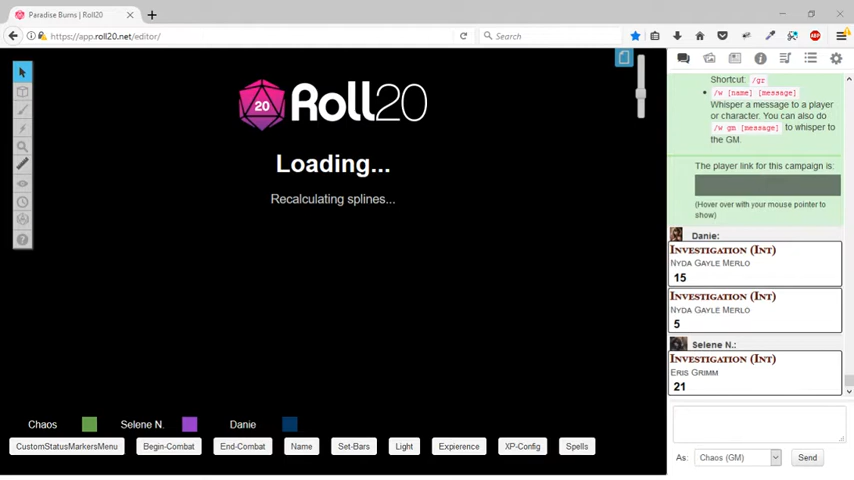 Paradise Burns | Roll20
https://app.roll20.net/editor/
Search
ABP
20
Roll20
Loading...
Recalculating splines...
Shortcut: /gr
/w [name] [message]
Whisper a message to a player
or character. You can also do
/w gm [message] to whisper to
the GM.
The player link for this campaign is:
(Hover over with your mouse pointer to
show)
Danie:
Investigation (Int)
Nyda Gayle Merlo
15
Investigation (Int)
Nyda Gayle Merlo
5
Selene N.:
Investigation (Int)
Eris Grimm
21
Chaos
Selene N.
Danie
CustomStatusMarkersMenu
Begin-Combat
End-Combat
Name
Set-Bars
Light
Expierence
XP-Config
Spells
As:
Chaos (GM)
Send